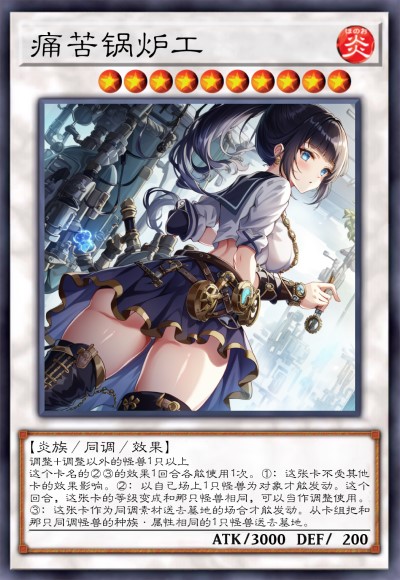 痛苦锅炉工
ほのお
炎
【炎族／同调／效果】
调整+调整以外的怪兽1只以上
这个卡名的②③的效果1回合各能使用1次。①：这张卡不受其他
卡的效果影响。②：以自己场上1只怪兽为对象才能发动。这个
回合，这张卡的等级变成和那只怪兽相同，可以当作调整使用。
③：这张卡作为同调素材送去墓地的场合才能发动。从卡组把和
那只同调怪兽的种族·属性相同的1只怪兽送去墓地。
ATK/3000 DEF/ 200